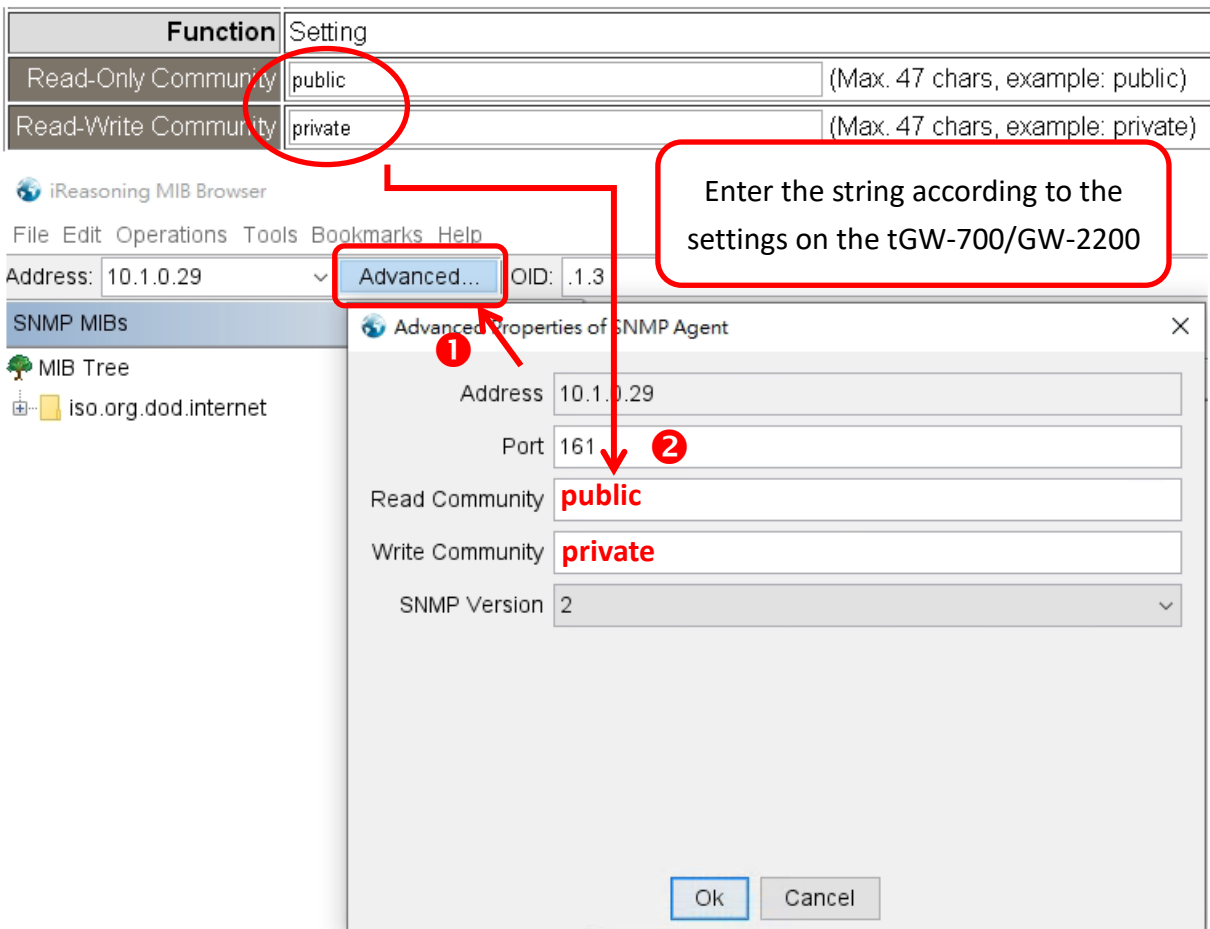 Function Setting
Read-Only Community public (Max. 47 chars, example: public)
Read-Write Community private (Max. 47 chars, example: private)
Enter the string according to the
settings on the tGW-700/GW-2200
iReasoning MIB Browser
File Edit Operations Tools Bookmarks Help
Address: 10.1.0.29 Advanced... OID: .1.3
SNMP MIBs
MIB Tree
iso.org.dod.internet
Advanced Properties of SNMP Agent
1
Address 10.1.0.29
Port 161 2
Read Community public
Write Community private
SNMP Version 2
Ok Cancel